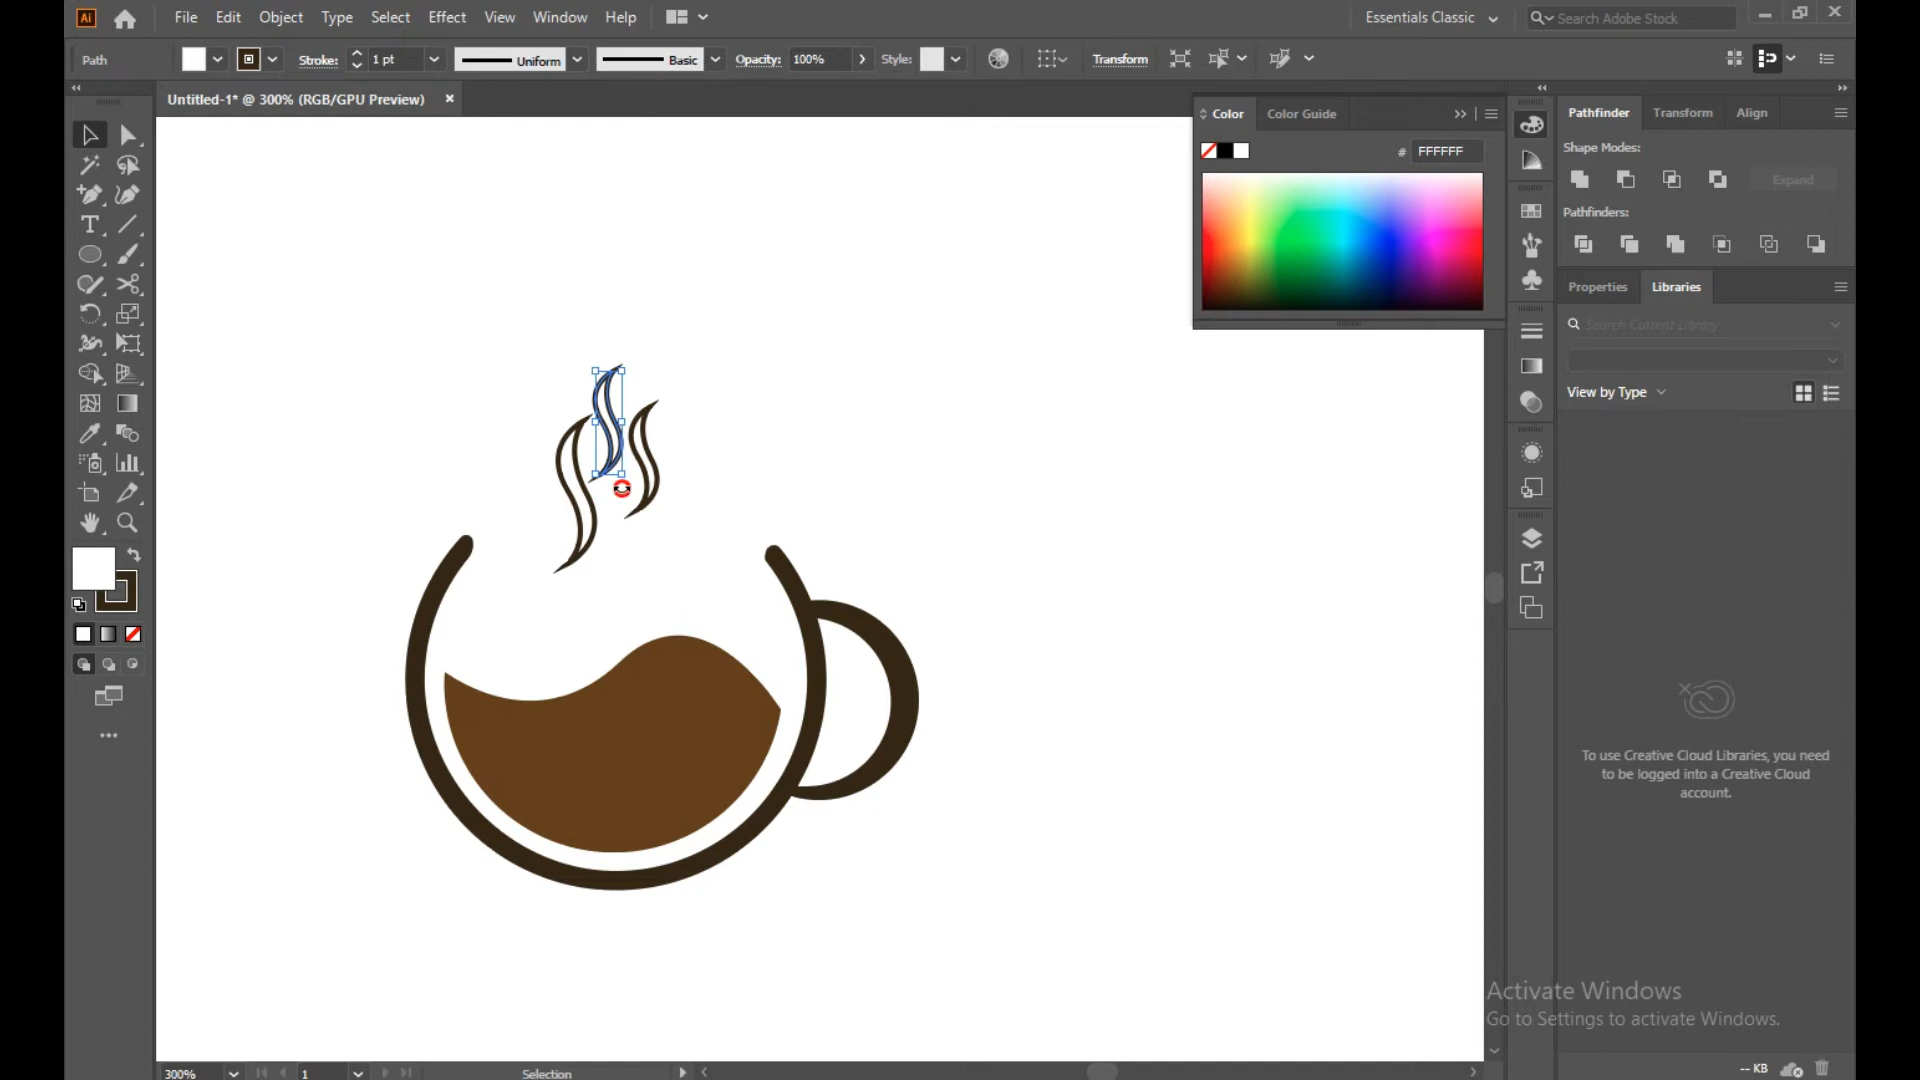 Ai File Edit Object Type Select Effect View Window Help Essentials Classic Search Adobe Stock
Path Stroke: 1 pt Uniform Basic Opacity: 100% Style: Transform
Untitled-1* @ 300% (RGB/GPU Preview)
Color Color Guide
# FFFFFF
Pathfinder Transform Align
Shape Modes:
Expand
Pathfinders:
Properties Libraries
Search Current Library
View by Type
To use Creative Cloud Libraries, you need
to be logged into a Creative Cloud
account.
Activate Windows
Go to Settings to activate Windows.
300% 1 Selection -- KB